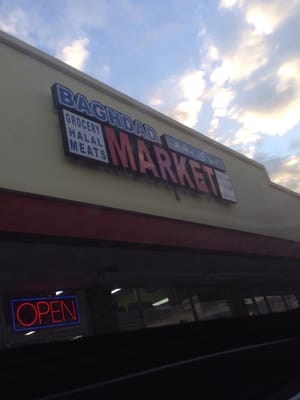 BAGHDAD
GROCERY
HALAL
MEATS
MARKET
OPEN